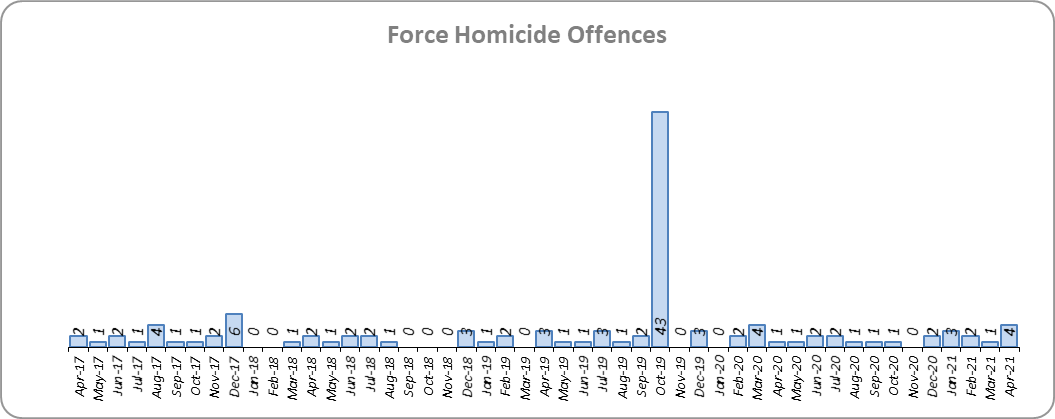 Force Homicide Offences
2 1 2 1 4 1 1 2 6 0 0 1 2 1 2 2 1 0 0 0 3 1 2 0 3 1 1 3 1 2 43 0 3 0 2 4 1 1 2 2 1 1 1 0 2 3 2 1 4
Apr-17 May-17 Jun-17 Jul-17 Aug-17 Sep-17 Oct-17 Nov-17 Dec-17 Jan-18 Feb-18 Mar-18 Apr-18 May-18 Jun-18 Jul-18 Aug-18 Sep-18 Oct-18 Nov-18 Dec-18 Jan-19 Feb-19 Mar-19 Apr-19 May-19 Jun-19 Jul-19 Aug-19 Sep-19 Oct-19 Nov-19 Dec-19 Jan-20 Feb-20 Mar-20 Apr-20 May-20 Jun-20 Jul-20 Aug-20 Sep-20 Oct-20 Nov-20 Dec-20 Jan-21 Feb-21 Mar-21 Apr-21